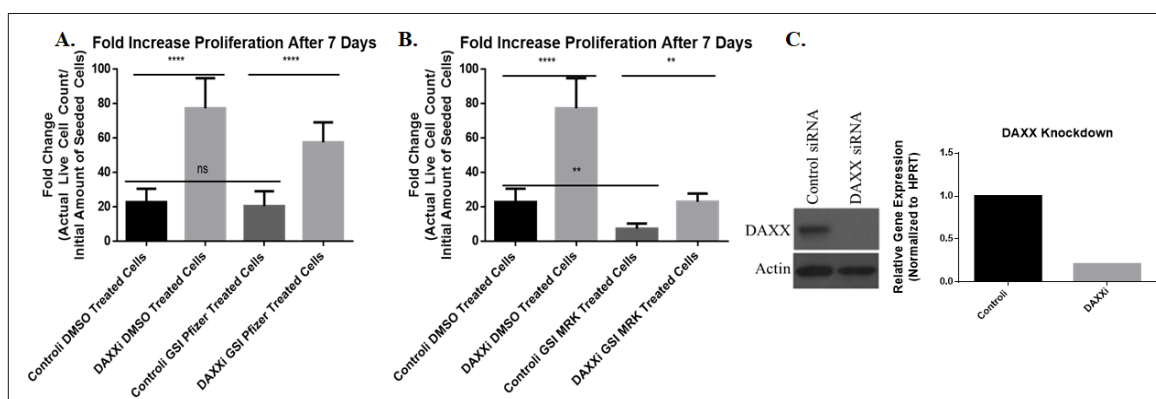 A.
Fold Increase Proliferation After 7 Days
****
****
ns
Fold Change
(Actual Live Cell Count/
Initial Amount of Seeded Cells)
100
80
60
40
20
0
Controli DMSO Treated Cells
DAXXi DMSO Treated Cells
Controli GSI Pfizer Treated Cells
DAXXi GSI Pfizer Treated Cells
B.
Fold Increase Proliferation After 7 Days
****
**
**
Fold Change
(Actual Live Cell Count/
Initial Amount of Seeded Cells)
100
80
60
40
20
0
Controli DMSO Treated Cells
DAXXi DMSO Treated Cells
Controli GSI MRK Treated Cells
DAXXi GSI MRK Treated Cells
C.
Control siRNA
DAXX siRNA
DAXX
Actin
DAXX Knockdown
Relative Gene Expression
(Normalized to HPRT)
1.5
1.0
0.5
0.0
Controli
DAXXi